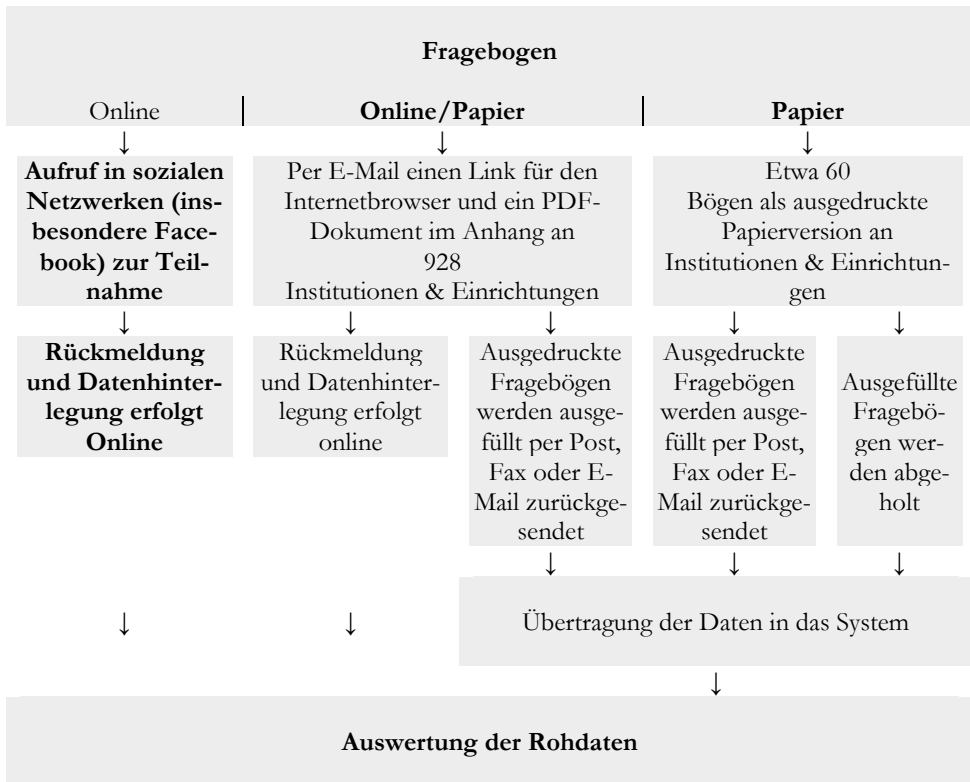 Fragebogen
Online | Online/Papier | Papier
↓ ↓ ↓
Aufruf in sozialen
Netzwerken (ins-
besondere Face-
book) zur Teil-
nahme
Per E-Mail einen Link für den
Internetbrowser und ein PDF-
Dokument im Anhang an
928
Institutionen & Einrichtungen
Etwa 60
Bögen als ausgedruckte
Papierversion an
Institutionen & Einrichtun-
gen
↓ ↓ ↓ ↓ ↓
Rückmeldung
und Datenhinter-
legung erfolgt
Online
Rückmeldung
und Datenhinter-
legung erfolgt
online
Ausgedruckte
Fragebögen
werden ausge-
füllt per Post,
Fax oder E-
Mail zurückge-
sendet
Ausgedruckte
Fragebögen
werden ausge-
füllt per Post,
Fax oder E-
Mail zurückge-
sendet
Ausgefüllte
Fragebö-
gen wer-
den abge-
holt
↓ ↓ ↓
↓ ↓ Übertragung der Daten in das System
↓
Auswertung der Rohdaten